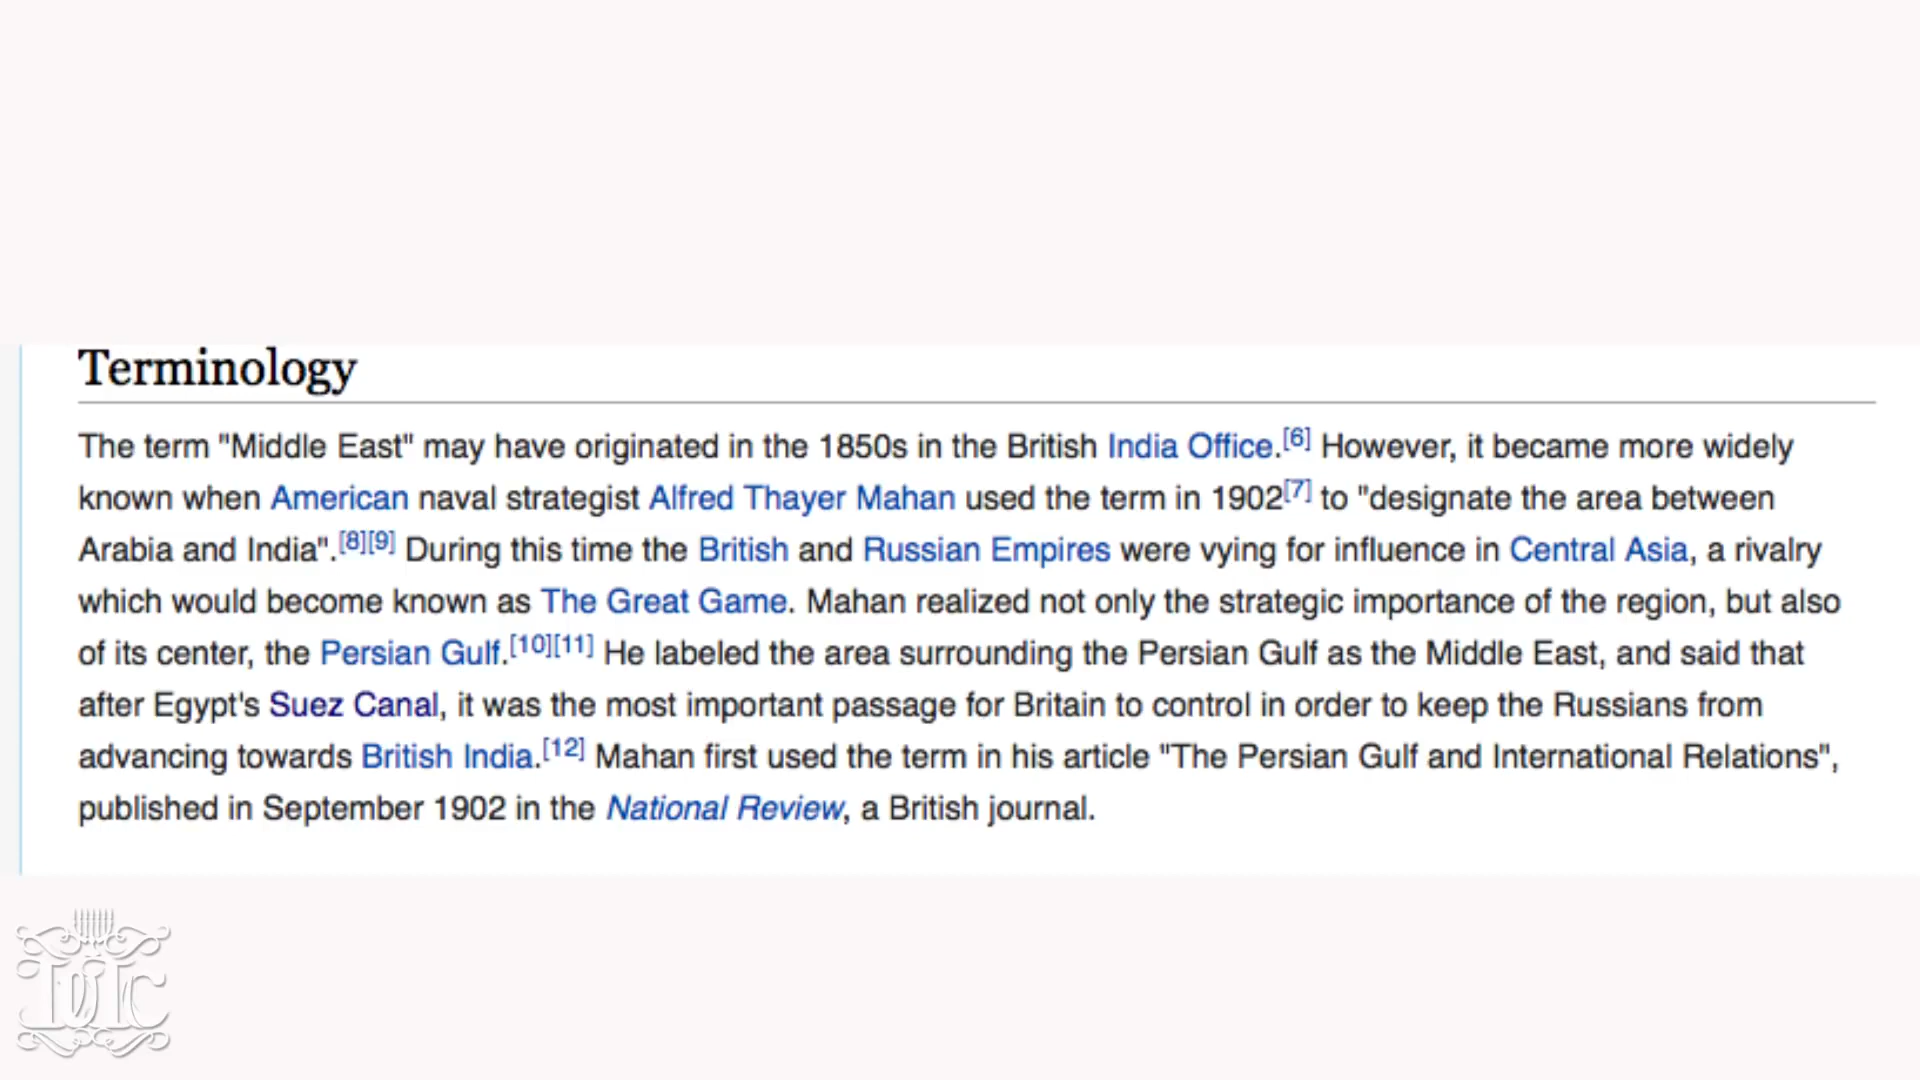 Terminology
The term "Middle East" may have originated in the 1850s in the British India Office.[6] However, it became more widely
known when American naval strategist Alfred Thayer Mahan used the term in 1902[7] to "designate the area between
Arabia and India".[8][9] During this time the British and Russian Empires were vying for influence in Central Asia, a rivalry
which would become known as The Great Game. Mahan realized not only the strategic importance of the region, but also
of its center, the Persian Gulf.[10][11] He labeled the area surrounding the Persian Gulf as the Middle East, and said that
after Egypt's Suez Canal, it was the most important passage for Britain to control in order to keep the Russians from
advancing towards British India.[12] Mahan first used the term in his article "The Persian Gulf and International Relations",
published in September 1902 in the National Review, a British journal.
IUIC